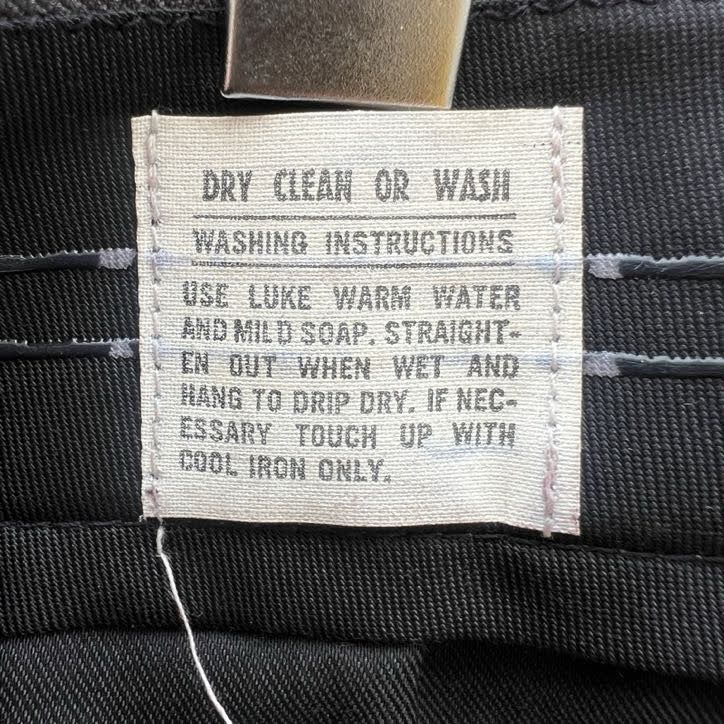 DRY CLEAN OR WASH
WASHING INSTRUCTIONS
USE LUKE WARM WATER
AND MILD SOAP. STRAIGHT-
EN OUT WHEN WET AND
HANG TO DRIP DRY. IF NEC-
ESSARY TOUCH UP WITH
COOL IRON ONLY.